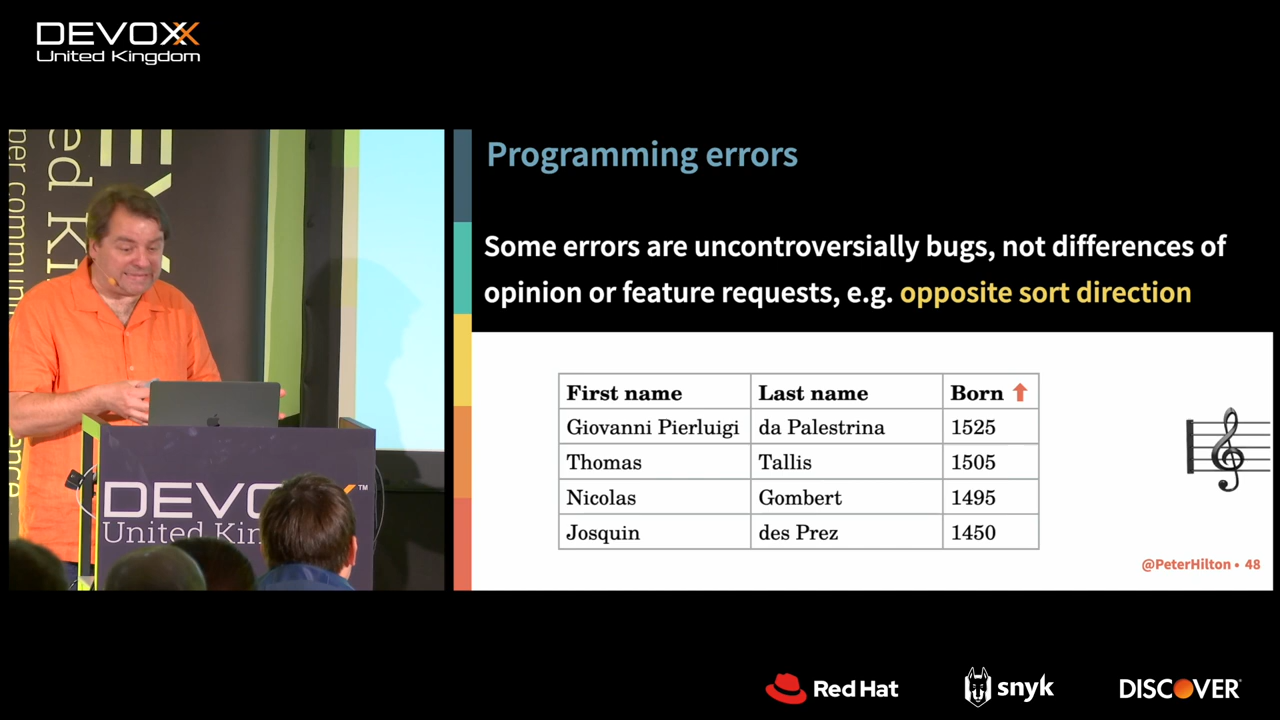 DEVOXX
United Kingdom
Programming errors
Some errors are uncontroversially bugs, not differences of
opinion or feature requests, e.g. opposite sort direction
First name Last name Born ↑
Giovanni Pierluigi da Palestrina 1525
Thomas Tallis 1505
Nicolas Gombert 1495
Josquin des Prez 1450
@PeterHilton • 48
DEVO X ™
United Kin
Red Hat
snyk
DISCOVER